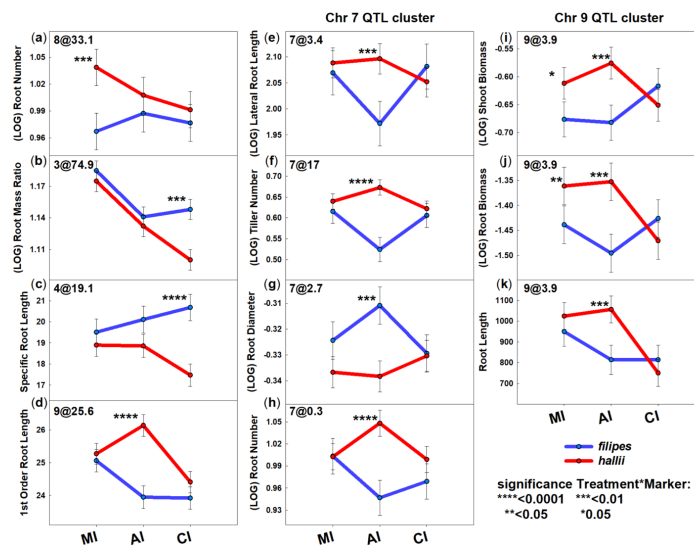 Chr 7 QTL cluster
Chr 9 QTL cluster
(a) 8@33.1
***
(LOG) Root Number
1.05
1.02
0.99
0.96
(b) 3@74.9
***
(LOG) Root Mass Ratio
1.17
1.14
1.11
(c) 4@19.1
****
Specific Root Length
21
20
19
18
17
(d) 9@25.6
****
1st Order Root Length
26
25
24
MI AI CI
(e) 7@3.4
***
(LOG) Lateral Root Length
2.10
2.05
2.00
1.95
(f) 7@17
****
(LOG) Tiller Number
0.70
0.65
0.60
0.55
0.50
(g) 7@2.7
***
(LOG) Root Diameter
-0.31
-0.32
-0.33
-0.34
(h) 7@0.3
****
(LOG) Root Number
1.05
1.02
0.99
0.96
0.93
MI AI CI
(i) 9@3.9
* ***
(LOG) Shoot Biomass
-0.55
-0.60
-0.65
-0.70
(j) 9@3.9
** ***
(LOG) Root Biomass
-1.35
-1.40
-1.45
-1.50
(k) 9@3.9
***
Root Length
1000
900
800
700
MI AI CI
filipes
hallii
significance Treatment*Marker:
****<0.0001 ***<0.01
**<0.05 *0.05